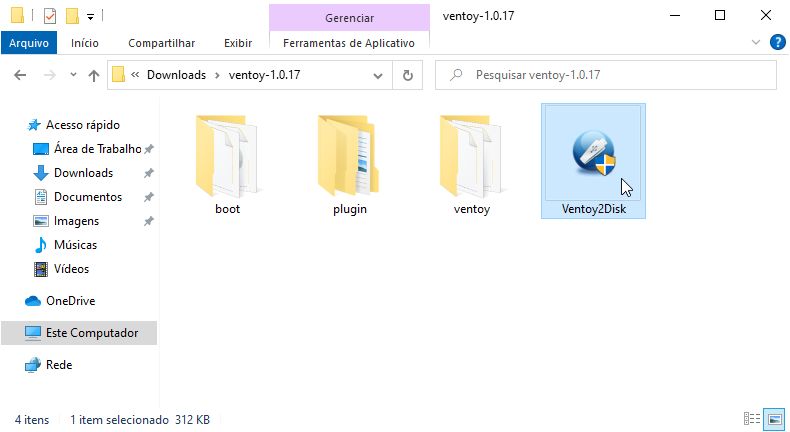 Gerenciar
ventoy-1.0.17
Arquivo
Início
Compartilhar
Exibir
Ferramentas de Aplicativo
Downloads
ventoy-1.0.17
Pesquisar ventoy-1.0.17
Acesso rápido
Área de Trabalho
Downloads
Documentos
Imagens
Músicas
Vídeos
OneDrive
Este Computador
Rede
boot
plugin
ventoy
Ventoy2Disk
4 itens
1 item selecionado 312 KB